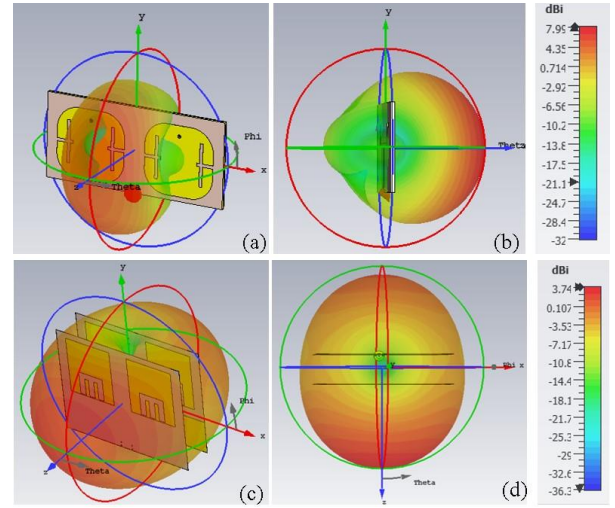 y
Phi
x
z
Theta
(a)
Theta
(b)
dBi
7.99
4.35
0.714
-2.92
-6.56
-10.2
-13.8
-17.5
-21.1
-24.7
-28.4
-32
y
Phi
x
z
Theta
(c)
y
Phi x
Theta
z
(d)
dBi
3.74
0.107
-3.52
-7.17
-10.8
-14.4
-18.1
-21.7
-25.3
-29
-32.6
-36.3